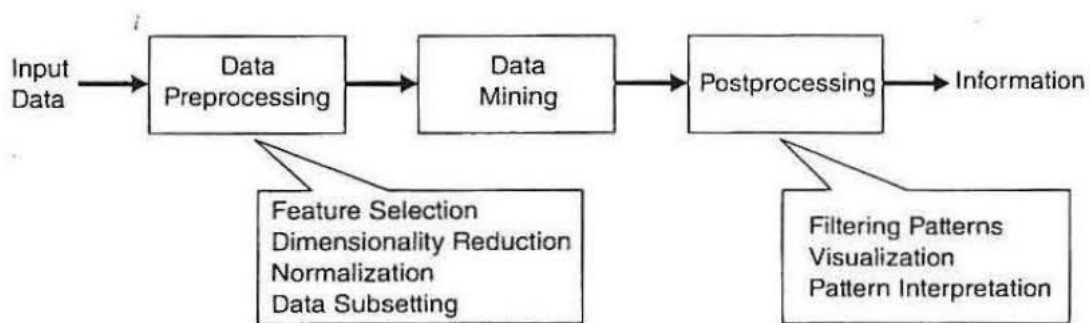 Input
Data
Data
Preprocessing
Data
Mining
Postprocessing
Information
Feature Selection
Dimensionality Reduction
Normalization
Data Subsetting
Filtering Patterns
Visualization
Pattern Interpretation